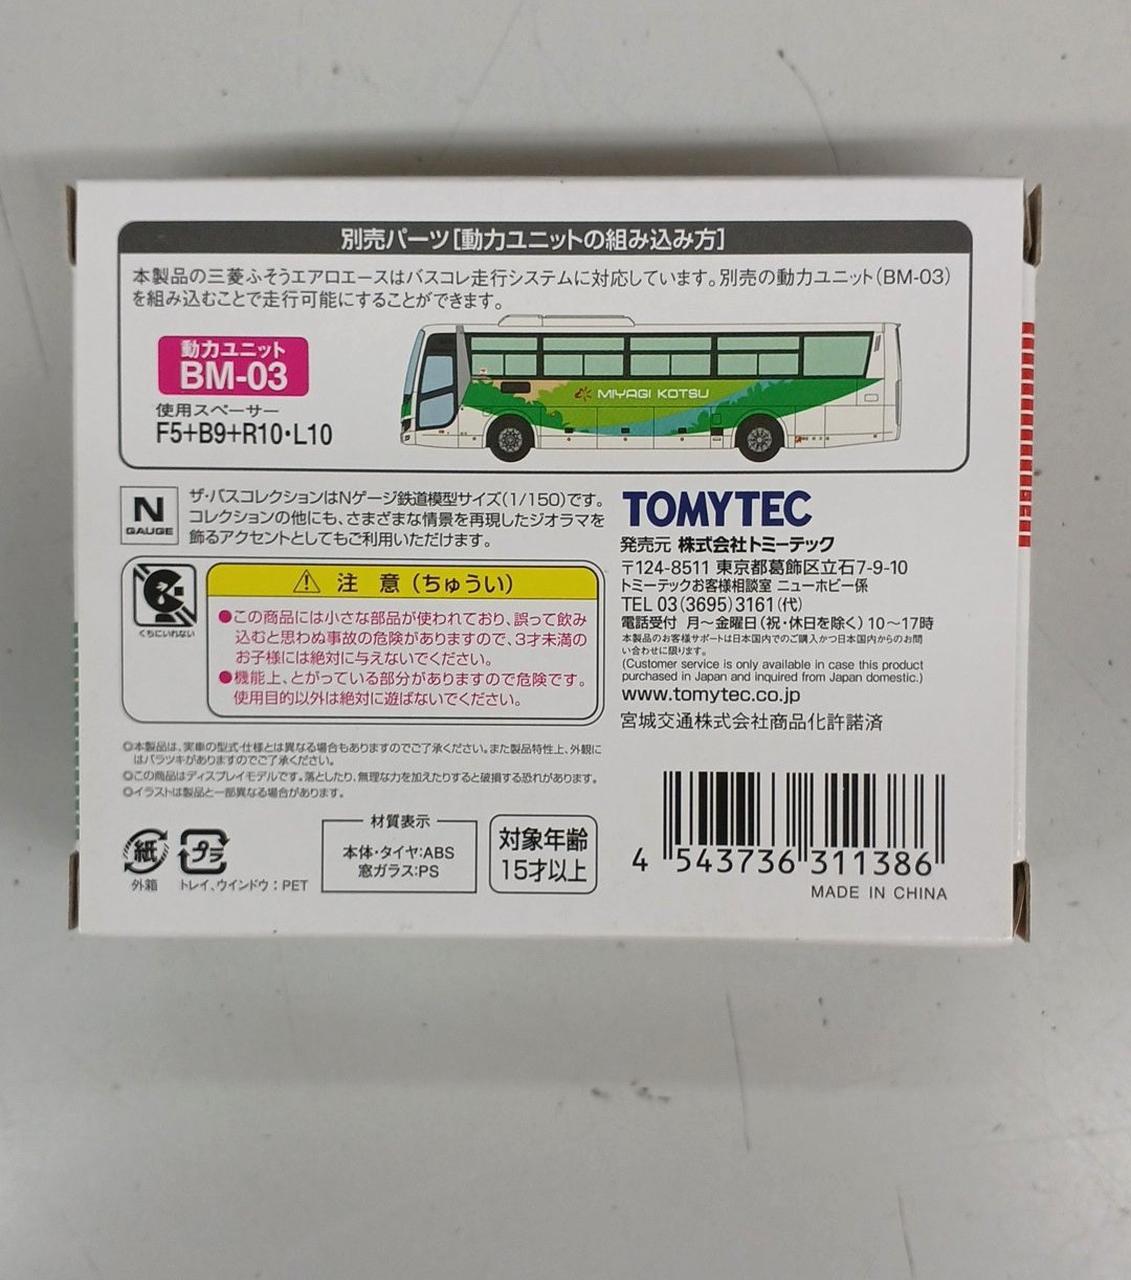 別売パーツ[動力ユニットの組み込み方]
本製品の三菱ふそうエアロエースはバスコレ走行システムに対応しています。別売の動力ユニット(BM-03)
を組み込むことで走行可能にすることができます。
動力ユニット
BM-03
使用スペーサー
F5+B9+R10・L10
MIYAGI KOTSU
N
GAUGE
ザ・バスコレクションはNゲージ鉄道模型サイズ(1/150)です。
コレクションの他にも、さまざまな情景を再現したジオラマを
飾るアクセントとしてもご利用いただけます。
くちにいれない
注 意(ちゅうい)
●この商品には小さな部品が使われており、誤って飲み
込むと思わぬ事故の危険がありますので、3才未満の
お子様には絶対に与えないでください。
●機能上、とがっている部分がありますので危険です。
使用目的以外は絶対に遊ばないでください。
TOMYTEC
発売元 株式会社トミーテック
〒124-8511 東京都葛飾区立石7-9-10
トミーテックお客様相談室 ニューホビー係
TEL 03(3695)3161(代)
電話受付 月〜金曜日(祝・休日を除く)10〜17時
本製品のお客様サポートは日本国内でのご購入かつ日本国内からのお問
い合わせに限ります。
(Customer service is only available in case this product
purchased in Japan and inquired from Japan domestic.)
www.tomytec.co.jp
宮城交通株式会社商品化許諾済
◎本製品は、実車の型式・仕様とは異なる場合もありますのでご了承ください。また製品特性上、外観に
はバラツキがありますのでご了承ください。
◎この商品はディスプレイモデルです。落としたり、無理な力を加えたりすると破損する恐れがあります。
◎イラストは製品と一部異なる場合があります。
紙
外箱
プラ
トレイ、ウインドウ:PET
材質表示
本体・タイヤ:ABS
窓ガラス:PS
対象年齢
15才以上
4 543736 311386
MADE IN CHINA